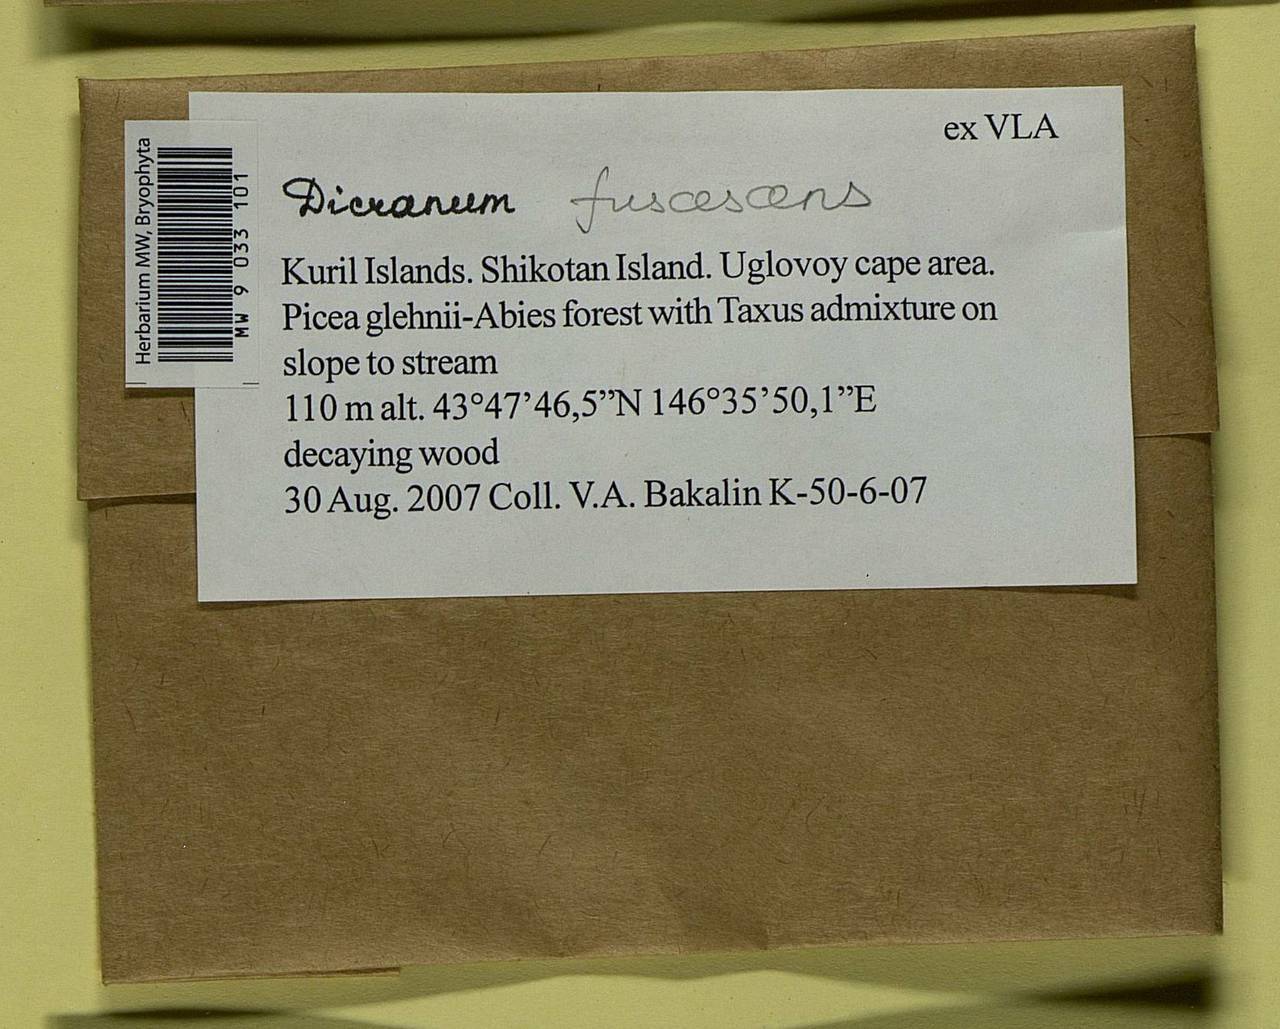 ex VLA
Herbarium MW, Bryophyta
MW 9 033 101
Dicranum fuscescens
Kuril Islands. Shikotan Island. Uglovoy cape area.
Picea glehnii-Abies forest with Taxus admixture on
slope to stream
110 m alt. 43°47’46,5”N 146°35’50,1”E
decaying wood
30 Aug. 2007 Coll. V.A. Bakalin K-50-6-07